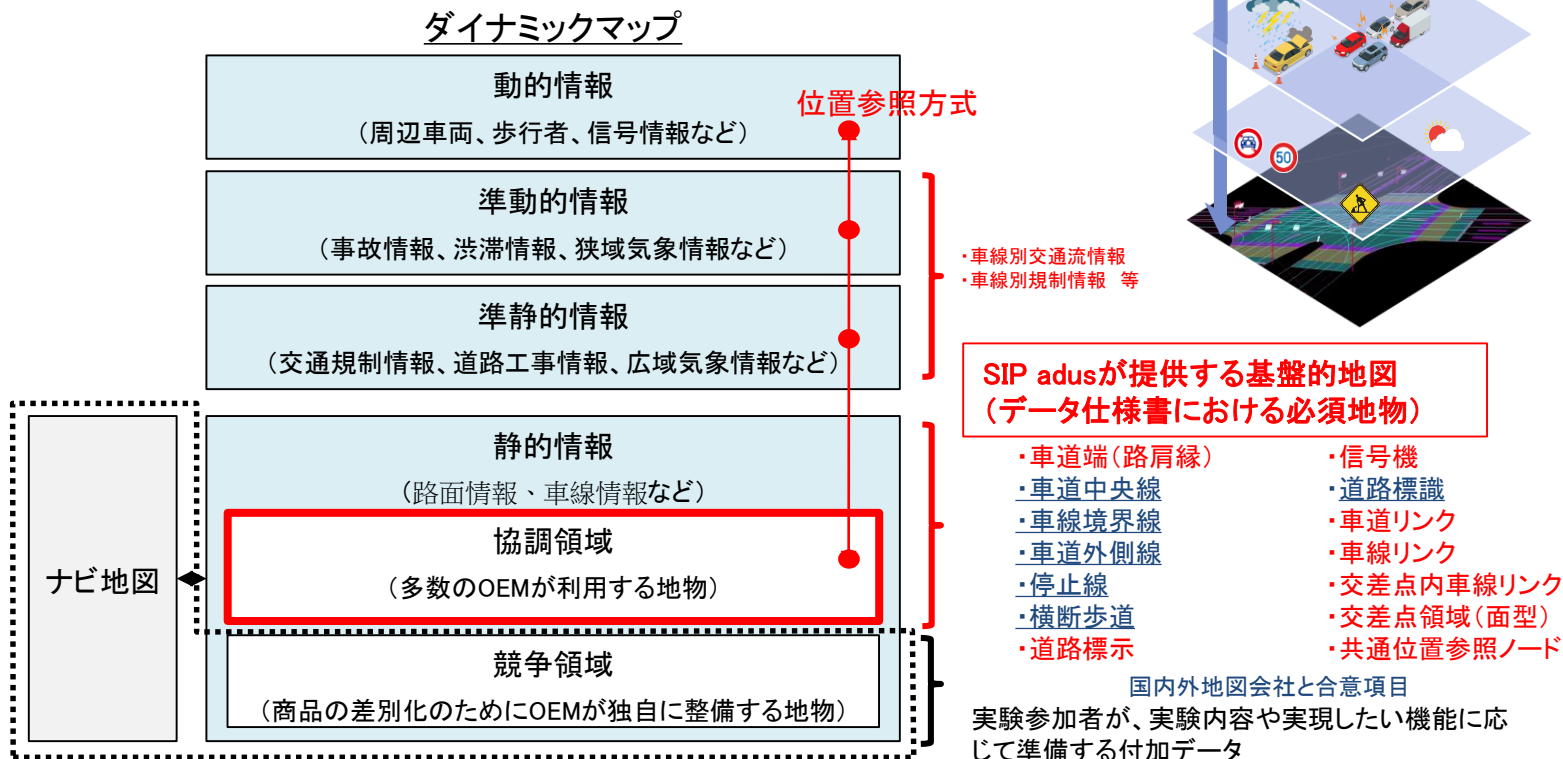 ダイナミックマップ
動的情報
（周辺車両、歩行者、信号情報など）
位置参照方式
準動的情報
（事故情報、渋滞情報、狭域気象情報など）
準静的情報
（交通規制情報、道路工事情報、広域気象情報など）
・車線別交通流情報
・車線別規制情報　等
50
静的情報
（路面情報、車線情報など）
協調領域
（多数のOEMが利用する地物）
競争領域
（商品の差別化のためにOEMが独自に整備する地物）
ナビ地図
SIP adusが提供する基盤的地図
（データ仕様書における必須地物）
・車道端（路肩縁）
・車道中央線
・車線境界線
・車道外側線
・停止線
・横断歩道
・道路標示
・信号機
・道路標識
・車道リンク
・車線リンク
・交差点内車線リンク
・交差点領域（面型）
・共通位置参照ノード
国内外地図会社と合意項目
実験参加者が、実験内容や実現したい機能に応
じて準備する付加データ